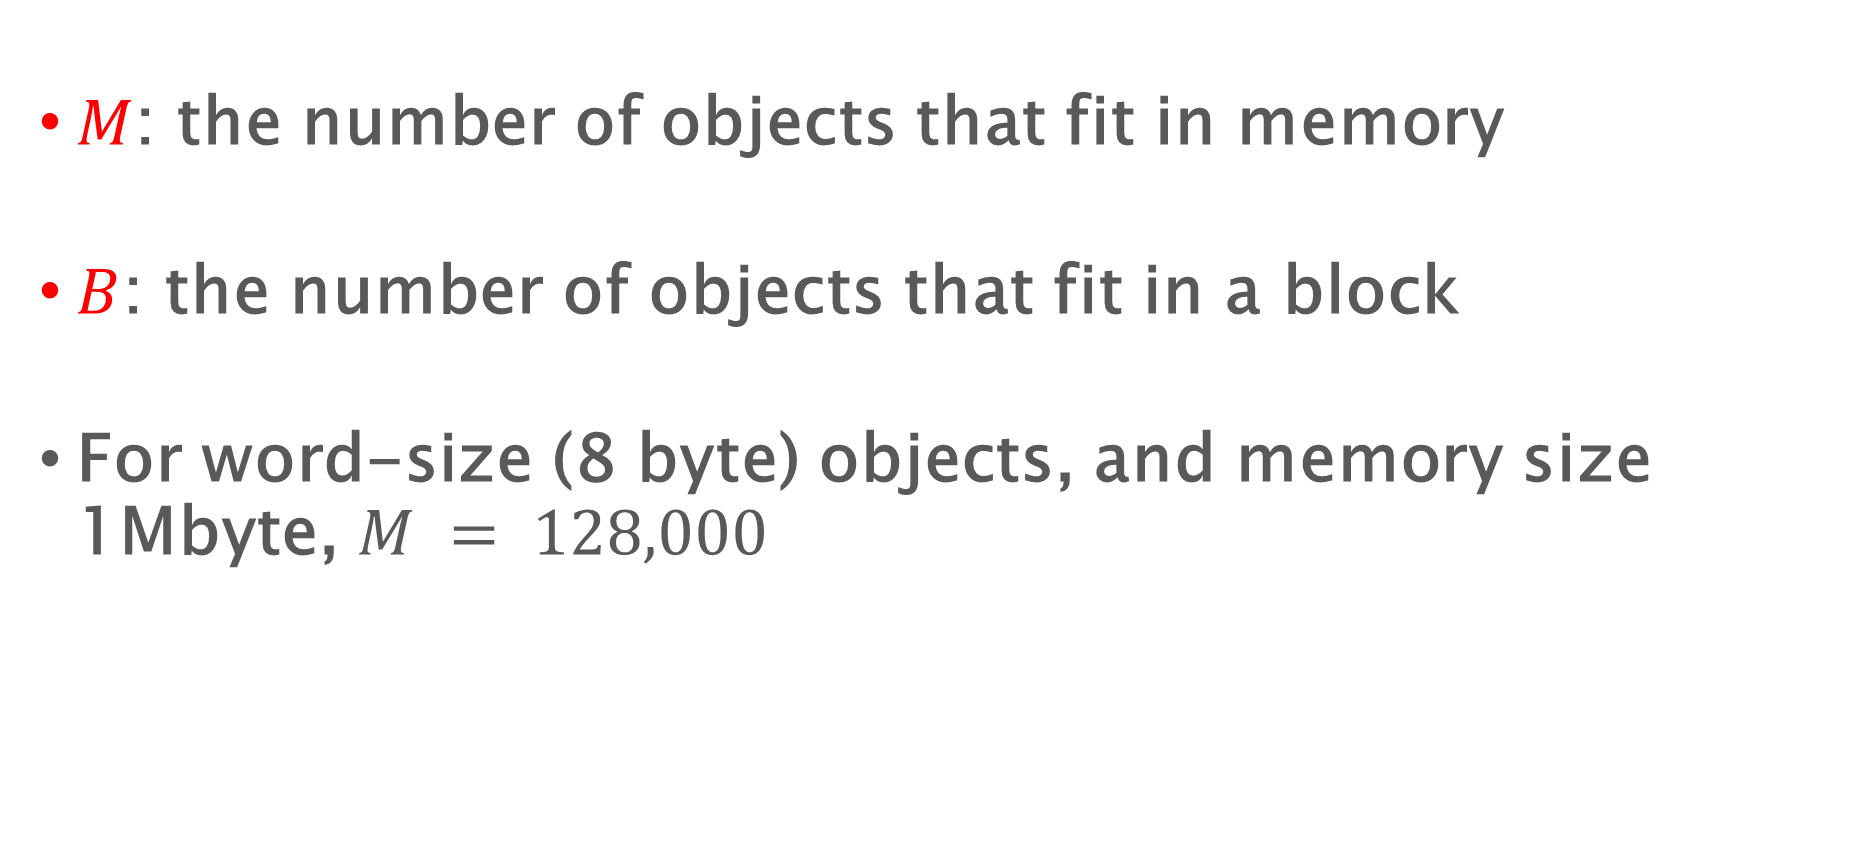 • M: the number of objects that fit in memory
• B: the number of objects that fit in a block
• For word-size (8 byte) objects, and memory size
1Mbyte, M = 128,000